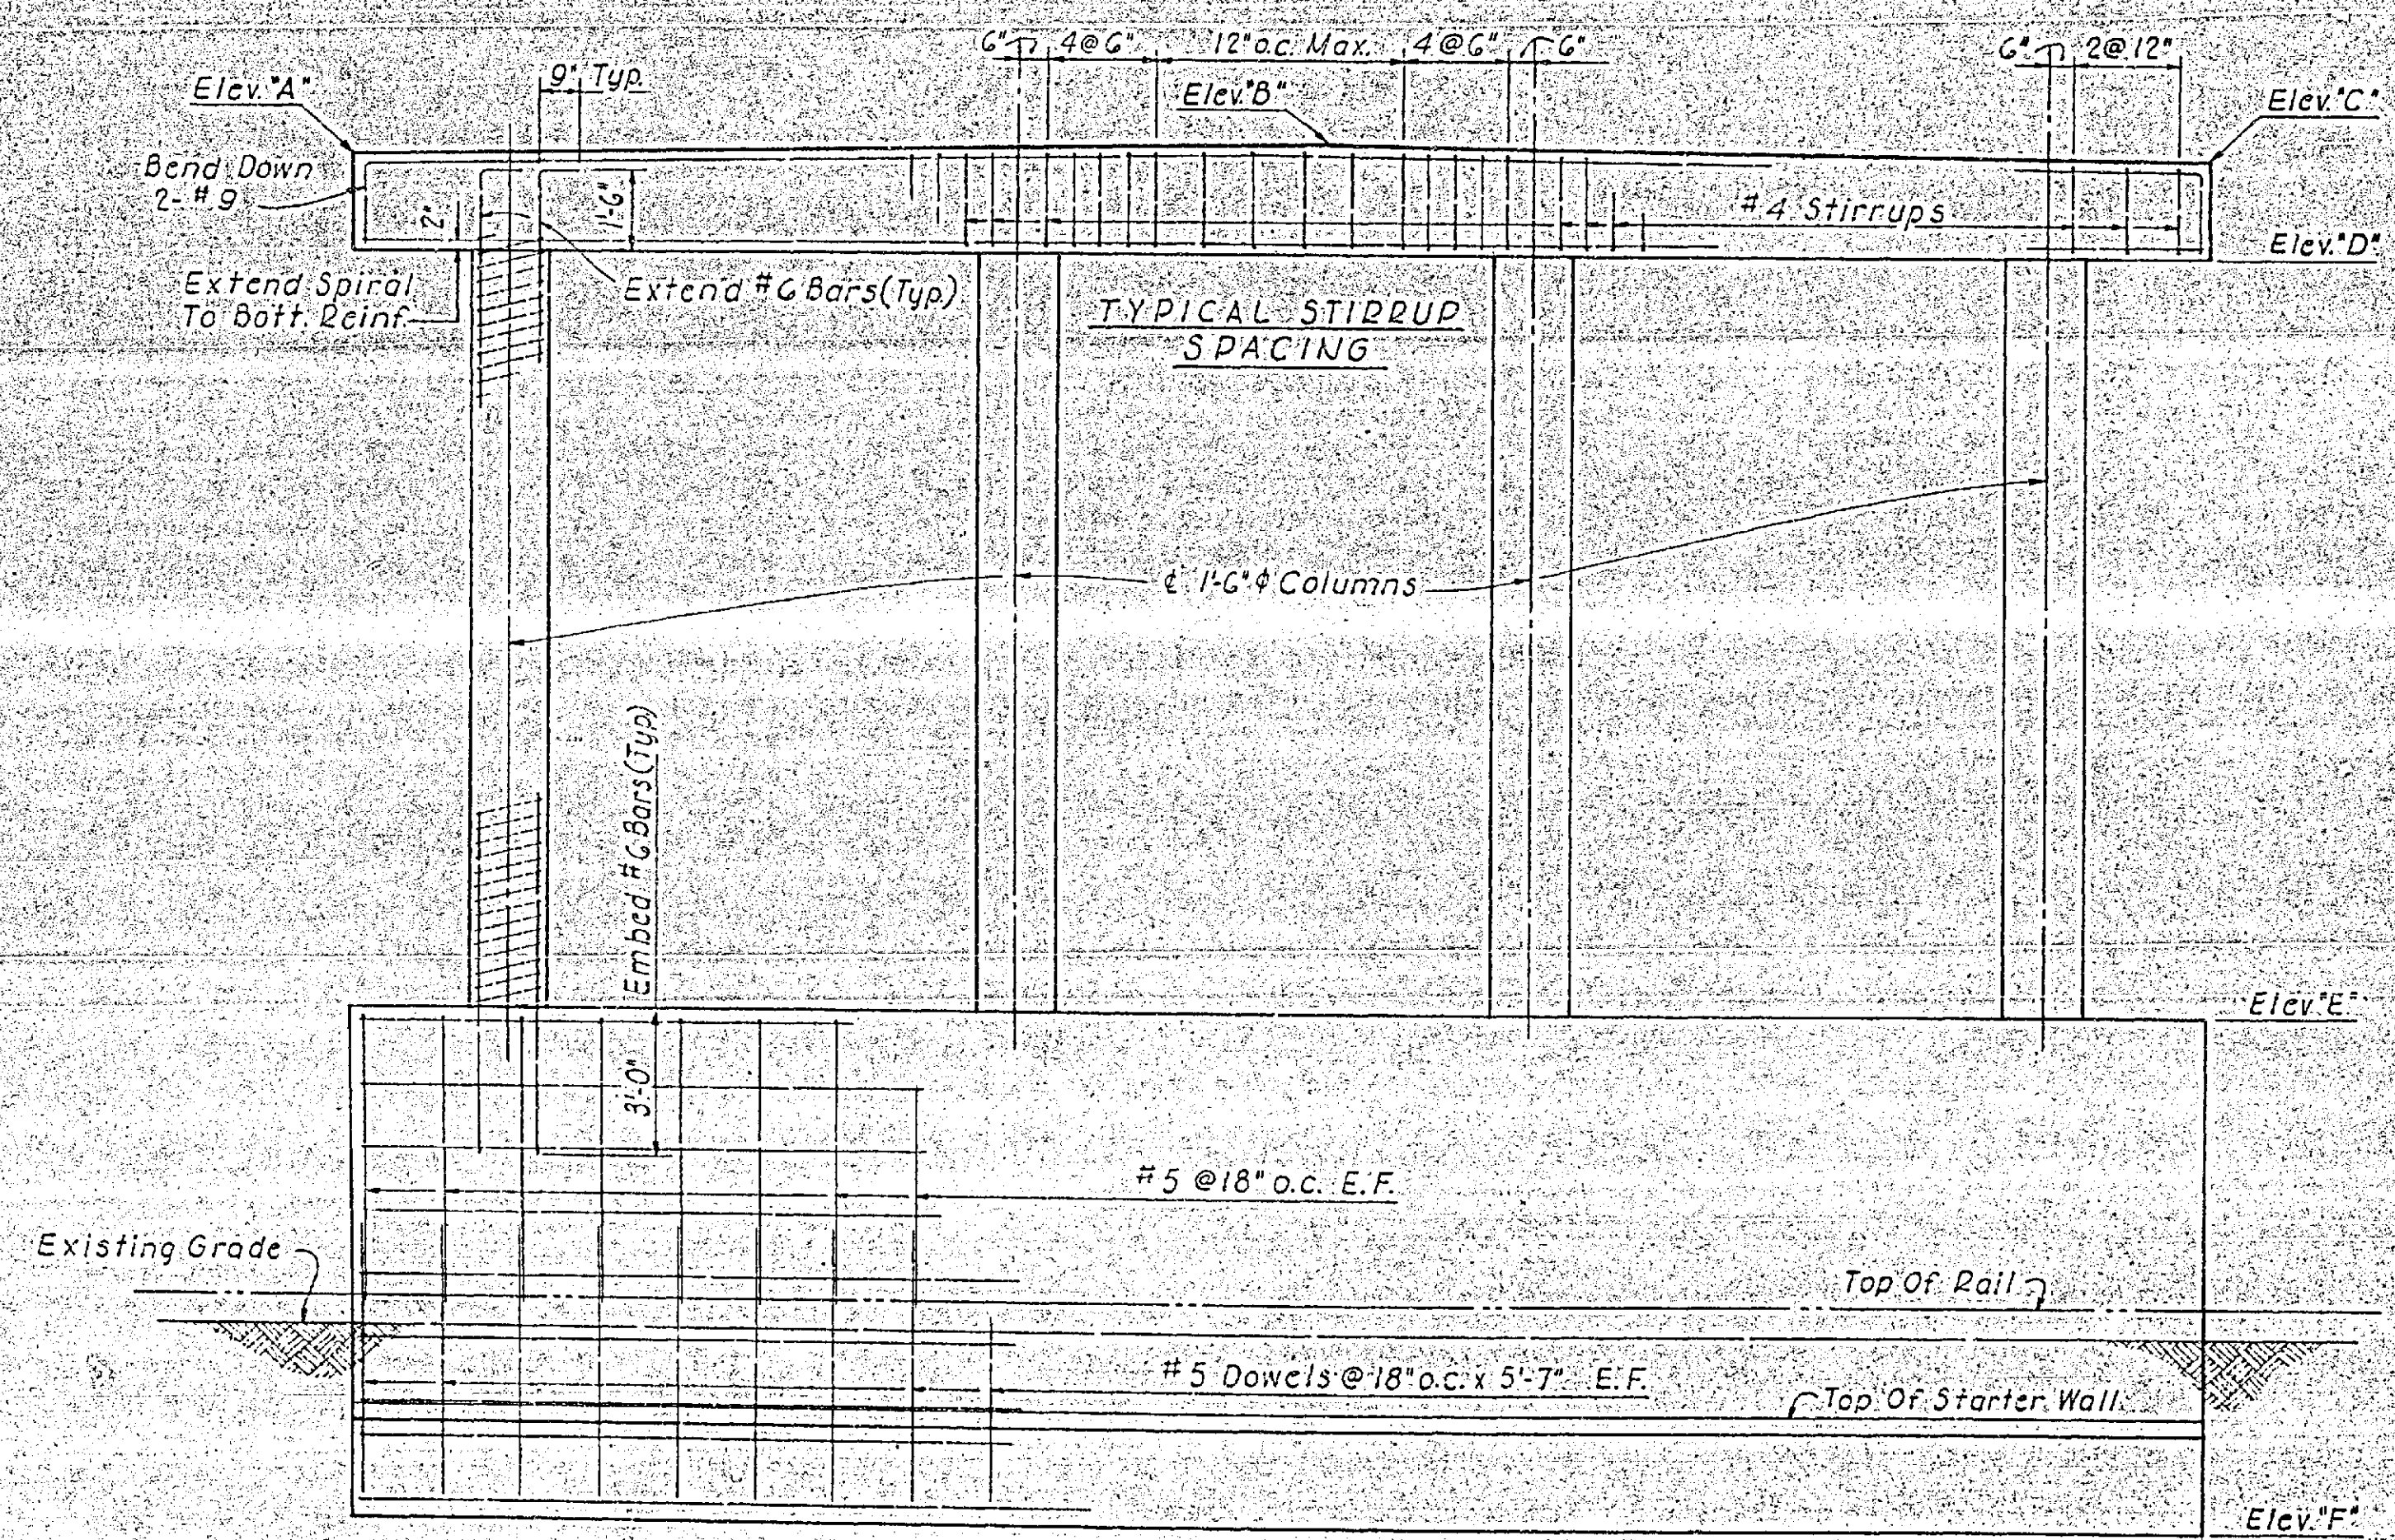 6" 4@6" 12" o.c. Max. 4@6" 6"
6" 2@12"
9" Typ.
Elev. "A"
Elev. "B"
Elev. "C"
Bend Down
2-#9
2"
1'-6"
#4 Stirrups
Elev. "D"
Extend Spiral
To Bott. Reinf.
Extend #6 Bars (Typ.)
TYPICAL STIRRUP
SPACING
℄ 1'-6" ϕ Columns
Embed #6 Bars (Typ.)
3'-0"
Elev. "E"
#5 @ 18" o.c. E.F.
Existing Grade
Top Of Rail
#5 Dowels @ 18" o.c. x 5'-7" E.F.
Top Of Starter Wall
Elev. "F"